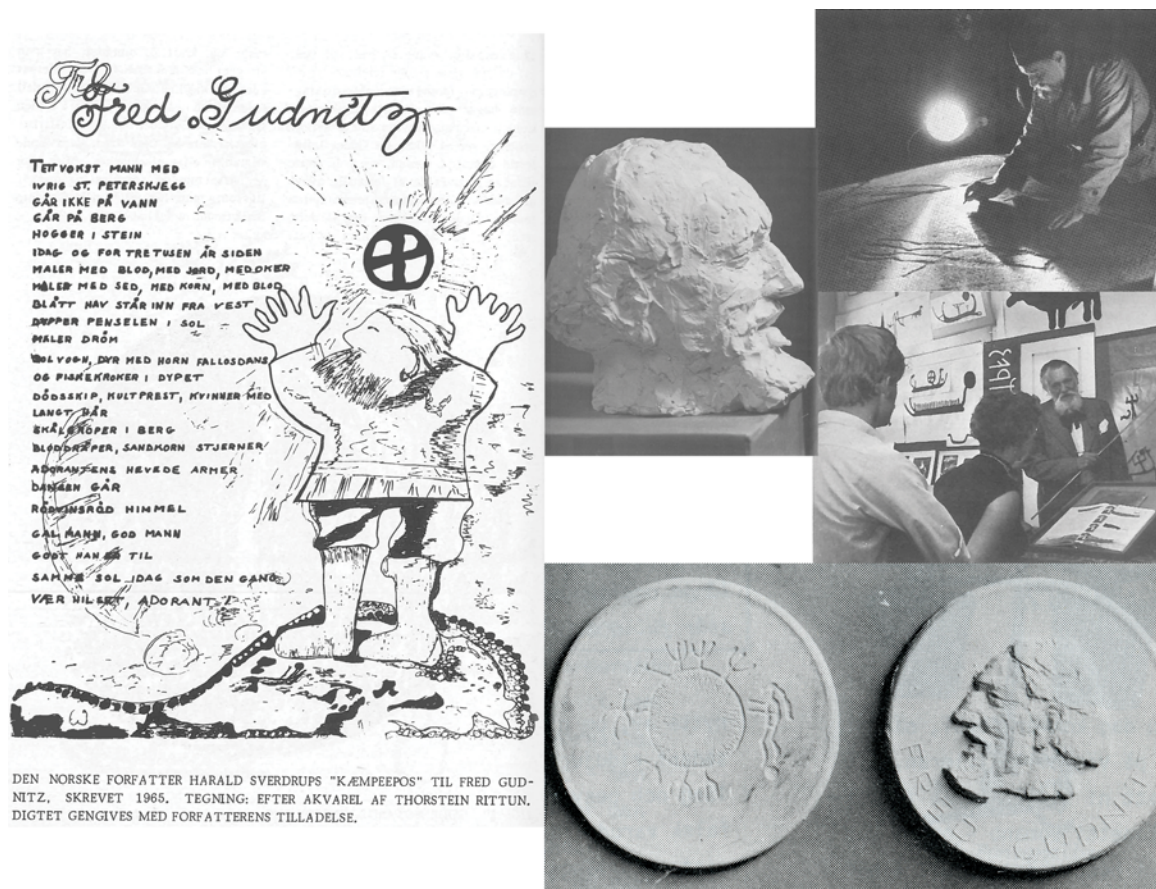 Fred Gudnitz
TETTVOKST MANN MED
IVRIG ST. PETERSKJEGG
GÅR IKKE PÅ VANN
GÅR PÅ BERG
HOGGER I STEIN
IDAG OG FOR TRETUSEN ÅR SIDEN
MALER MED BLOD, MED JORD, MED OKER
MALER MED SED, MED KORN, MED BLOD
BLÅTT HAV STÅR INN FRA VEST
DYPPER PENSELEN I SOL
MALER DRÖM
SOLVOGN, DYR MED HORN FALLOSDANS
OG FISKEKROKER I DYPET
DÖDSSKIP, KULTPREST, KVINNER MED
LANGT HÅR
SKÅLGROPER I BERG
BLODDRÅPER, SANDKORN STJERNER
ADORANTENS HEVEDE ARMER
DANSEN GÅR
RÖDVINSRÖD HIMMEL
GAL MANN, GOD MANN
GODT HAN ER TIL
SAMME SOL IDAG SOM DEN GANG
VÆR HILSET, ADORANT!
DEN NORSKE FORFATTER HARALD SVERDRUPS "KÆMPEEPOS" TIL FRED GUD-
NITZ, SKREVET 1965. TEGNING: EFTER AKVAREL AF THORSTEIN RITTUN.
DIGTET GENGIVES MED FORFATTERENS TILLADELSE.
FRED GUDNITZ